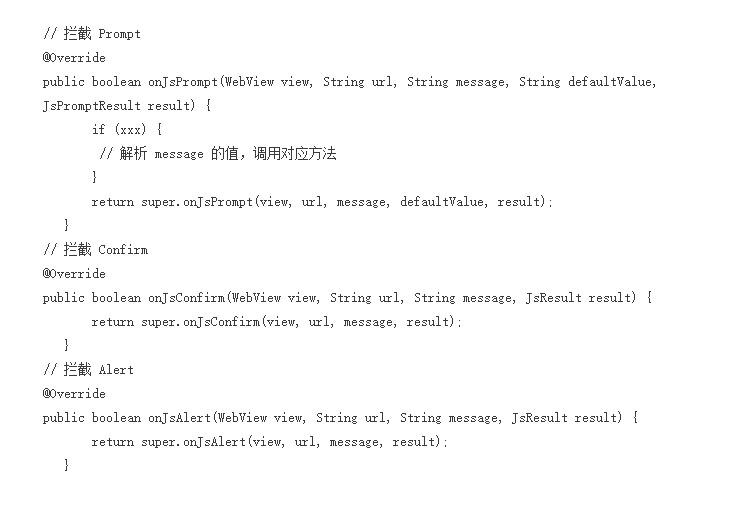 // 拦截 Prompt
@Override
public boolean onJsPrompt(WebView view, String url, String message, String defaultValue,
JsPromptResult result) {
if (xxx) {
// 解析 message 的值，调用对应方法
}
return super.onJsPrompt(view, url, message, defaultValue, result);
}
// 拦截 Confirm
@Override
public boolean onJsConfirm(WebView view, String url, String message, JsResult result) {
return super.onJsConfirm(view, url, message, result);
}
// 拦截 Alert
@Override
public boolean onJsAlert(WebView view, String url, String message, JsResult result) {
return super.onJsAlert(view, url, message, result);
}